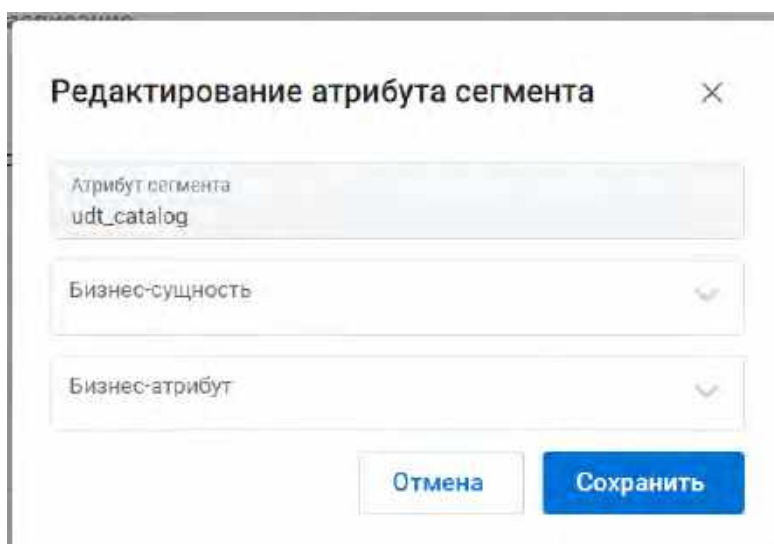 Редактирование атрибута сегмента
Атрибут сегмента
udt_catalog
Бизнес-сущность
Бизнес-атрибут
Отмена
Сохранить